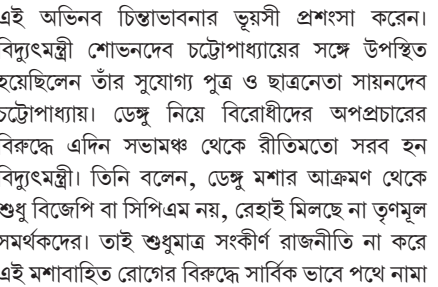 এই অভিনব চিন্তাভাবনার ভূয়সী প্রশংসা করেন।
বিদ্যুৎমন্ত্রী শোভনদেব চট্টোপাধ্যায়ের সঙ্গে উপস্থিত
হয়েছিলেন তাঁর সুযোগ্য পুত্র ও ছাত্রনেতা সায়নদেব
চট্টোপাধ্যায়। ডেঙ্গু নিয়ে বিরোধীদের অপপ্রচারের
বিরুদ্ধে এদিন সভামঞ্চ থেকে রীতিমতো সরব হন
বিদ্যুৎমন্ত্রী। তিনি বলেন, ডেঙ্গু মশার আক্রমণ থেকে
শুধু বিজেপি বা সিপিএম নয়, রেহাই মিলছে না তৃণমূল
সমর্থকদের। তাই শুধুমাত্র সংকীর্ণ রাজনীতি না করে
এই মশাবাহিত রোগের বিরুদ্ধে সার্বিক ভাবে পথে নামা